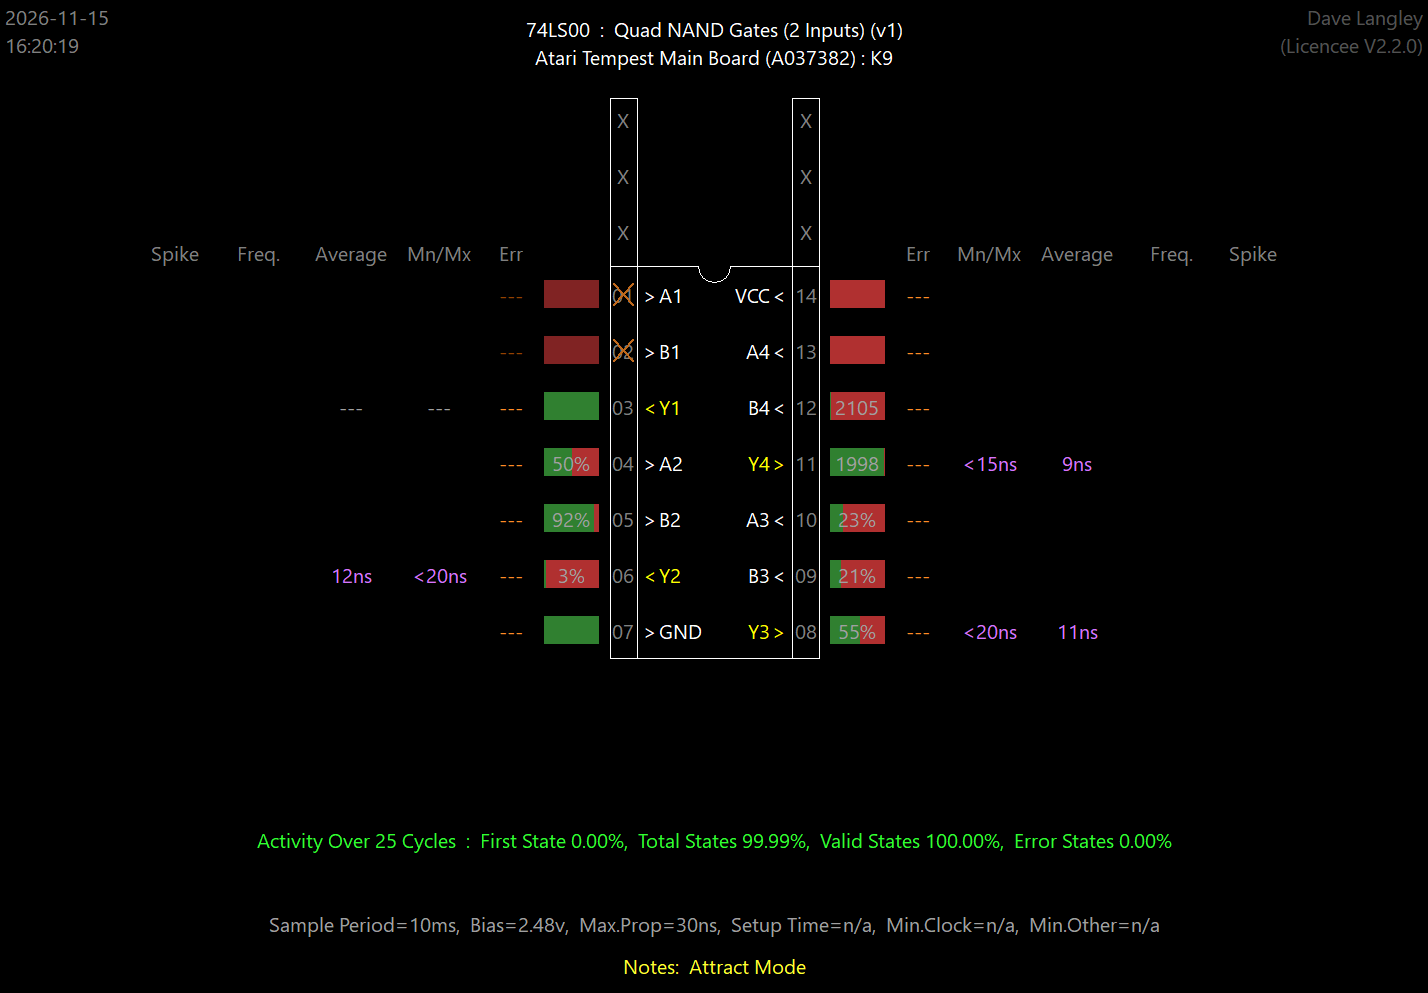 2026-11-15
16:20:19
74LS00 : Quad NAND Gates (2 Inputs) (v1)
Atari Tempest Main Board (A037382) : K9
Dave Langley
(Licencee V2.2.0)
X X
X X
X X
Spike Freq. Average Mn/Mx Err Err Mn/Mx Average Freq. Spike
--- 01 > A1 VCC < 14 ---
--- 02 > B1 A4 < 13 ---
--- --- --- 03 < Y1 B4 < 12 2105 ---
--- 50% 04 > A2 Y4 > 11 1998 --- <15ns 9ns
--- 92% 05 > B2 A3 < 10 23% ---
12ns <20ns --- 3% 06 < Y2 B3 < 09 21% ---
--- 07 > GND Y3 > 08 55% --- <20ns 11ns
Activity Over 25 Cycles : First State 0.00%, Total States 99.99%, Valid States 100.00%, Error States 0.00%
Sample Period=10ms, Bias=2.48v, Max.Prop=30ns, Setup Time=n/a, Min.Clock=n/a, Min.Other=n/a
Notes: Attract Mode